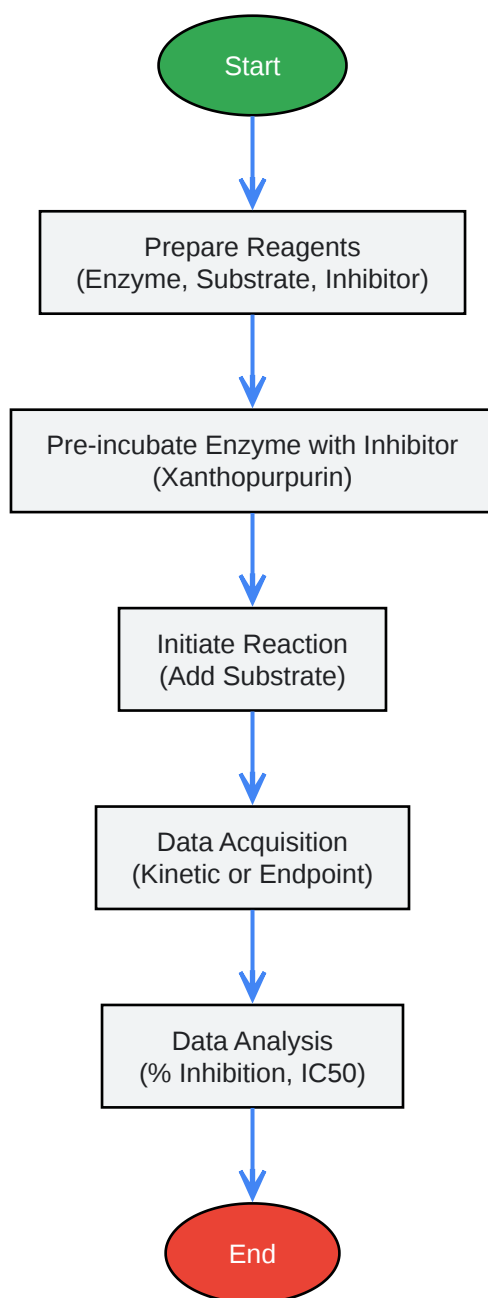 Start
Prepare Reagents
(Enzyme, Substrate, Inhibitor)
Pre-incubate Enzyme with Inhibitor
(Xanthopurpurin)
Initiate Reaction
(Add Substrate)
Data Acquisition
(Kinetic or Endpoint)
Data Analysis
(% Inhibition, IC50)
End